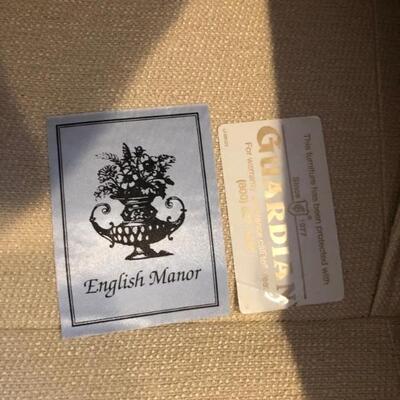 English Manor
This furniture has been protected with
Since 1977
GUARDIAN
For warranty
(800)